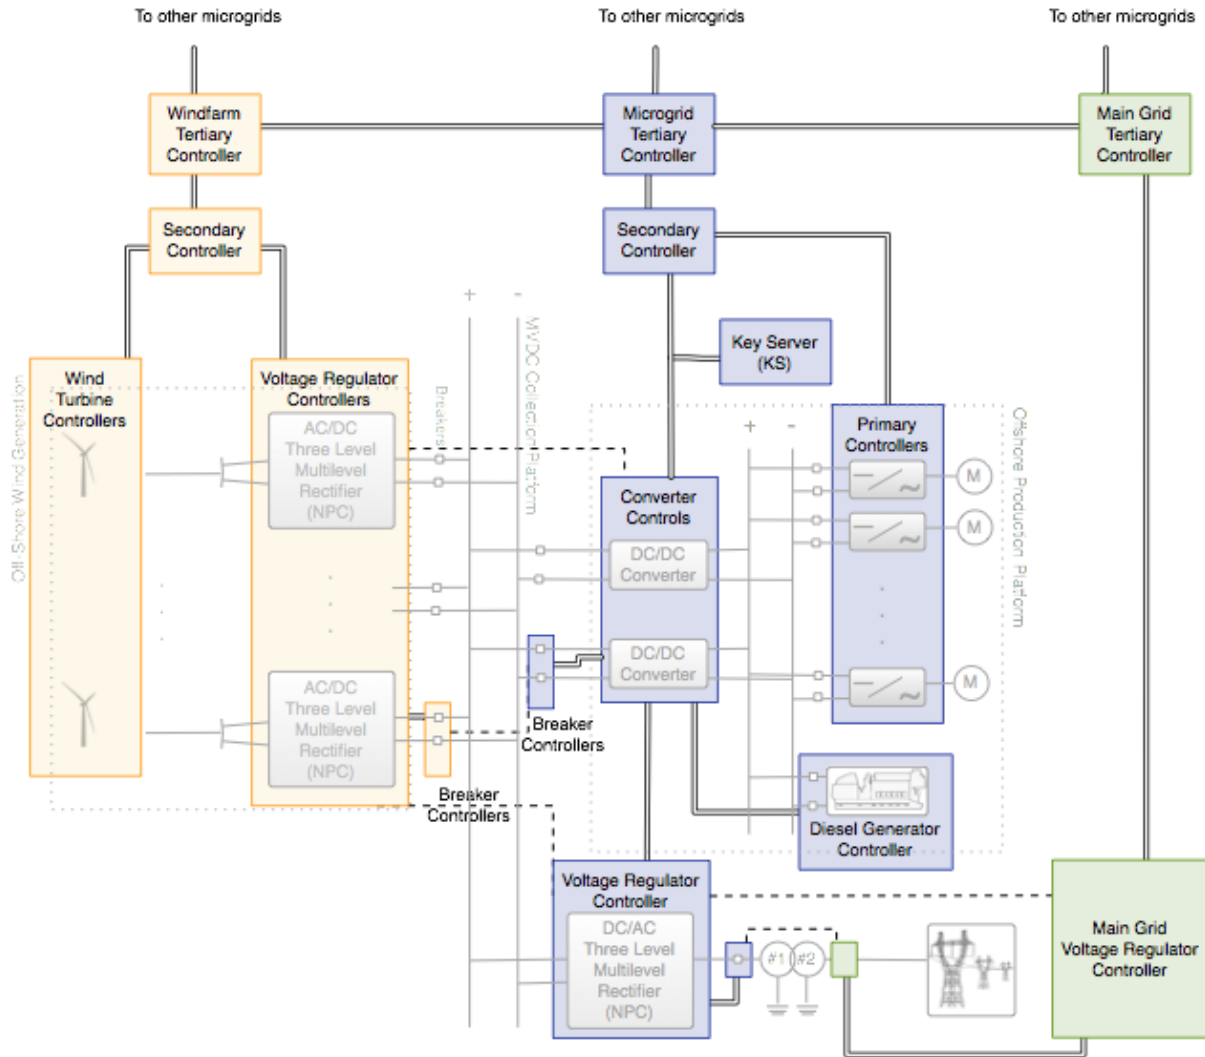 To other microgrids
To other microgrids
To other microgrids
Windfarm
Tertiary
Controller
Microgrid
Tertiary
Controller
Main Grid
Tertiary
Controller
Secondary
Controller
Secondary
Controller
+
-
MVDC Collection Platform
Key Server
(KS)
Off-Shore Wind Generation
Wind
Turbine
Controllers
Voltage Regulator
Controllers
Breakers
AC/DC
Three Level
Multilevel
Rectifier
(NPC)
Offshore Production Platform
+
-
Primary
Controllers
M
M
M
Converter
Controls
DC/DC
Converter
DC/DC
Converter
AC/DC
Three Level
Multilevel
Rectifier
(NPC)
Breaker
Controllers
Breaker
Controllers
Diesel Generator
Controller
Voltage Regulator
Controller
DC/AC
Three Level
Multilevel
Rectifier
(NPC)
#1
#2
Main Grid
Voltage Regulator
Controller